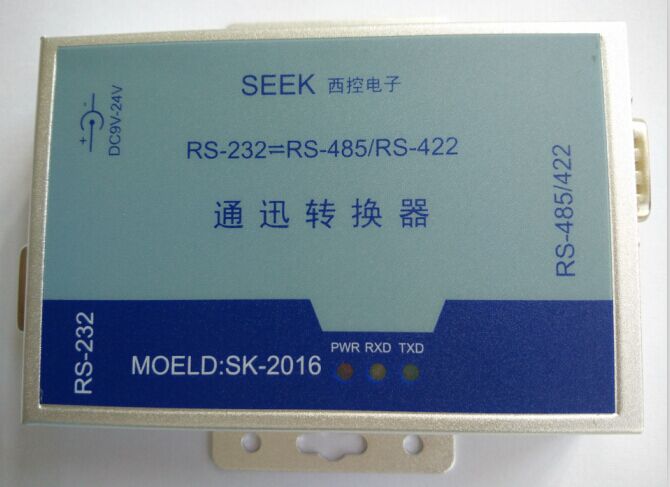 SEEK 西控电子
DC9V-24V
RS-232⇌RS-485/RS-422
通迅转换器
RS-485/422
RS-232
PWR RXD TXD
MOELD:SK-2016